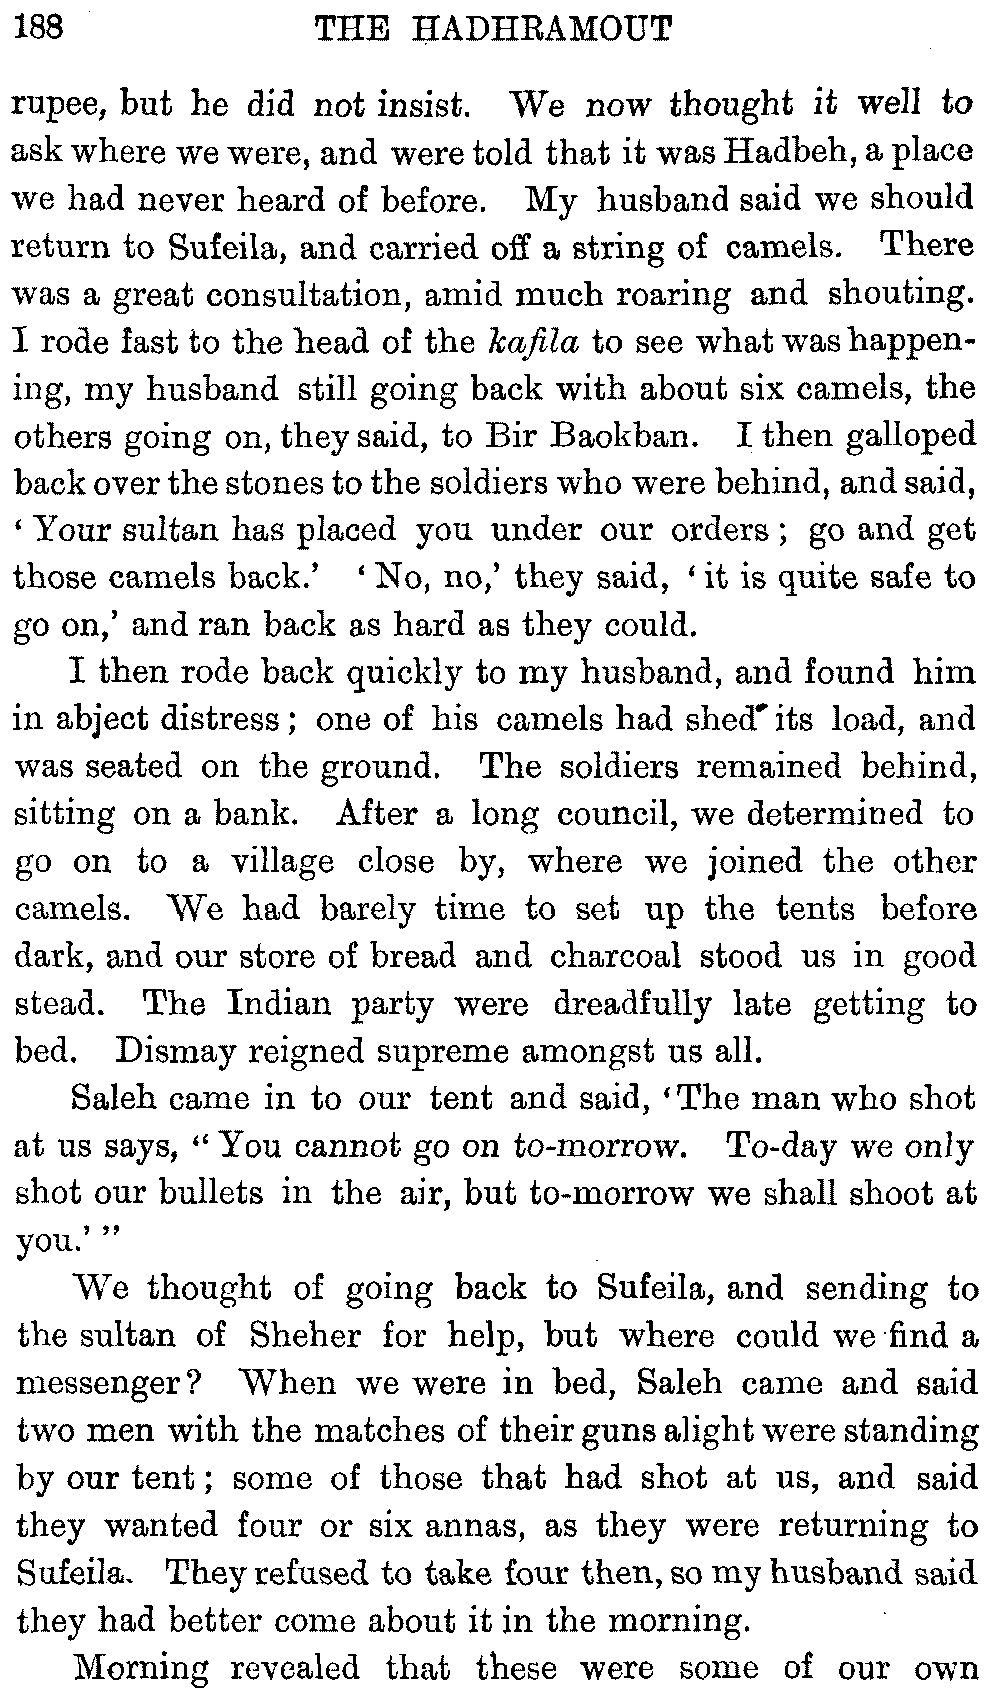 188 THE HADHRAMOUT
rupee, but he did not insist. We now thought it well to
ask where we were, and were told that it was Hadbeh, a place
we had never heard of before. My husband said we should
return to Sufeila, and carried off a string of camels. There
was a great consultation, amid much roaring and shouting.
I rode fast to the head of the kafila to see what was happen-
ing, my husband still going back with about six camels, the
others going on, they said, to Bir Baokban. I then galloped
back over the stones to the soldiers who were behind, and said,
‘Your sultan has placed you under our orders; go and get
those camels back.’ ‘No, no,’ they said, ‘it is quite safe to
go on,’ and ran back as hard as they could.
I then rode back quickly to my husband, and found him
in abject distress; one of his camels had shed its load, and
was seated on the ground. The soldiers remained behind,
sitting on a bank. After a long council, we determined to
go on to a village close by, where we joined the other
camels. We had barely time to set up the tents before
dark, and our store of bread and charcoal stood us in good
stead. The Indian party were dreadfully late getting to
bed. Dismay reigned supreme amongst us all.
Saleh came in to our tent and said, ‘The man who shot
at us says, “You cannot go on to-morrow. To-day we only
shot our bullets in the air, but to-morrow we shall shoot at
you.’”
We thought of going back to Sufeila, and sending to
the sultan of Sheher for help, but where could we find a
messenger? When we were in bed, Saleh came and said
two men with the matches of their guns alight were standing
by our tent; some of those that had shot at us, and said
they wanted four or six annas, as they were returning to
Sufeila. They refused to take four then, so my husband said
they had better come about it in the morning.
Morning revealed that these were some of our own